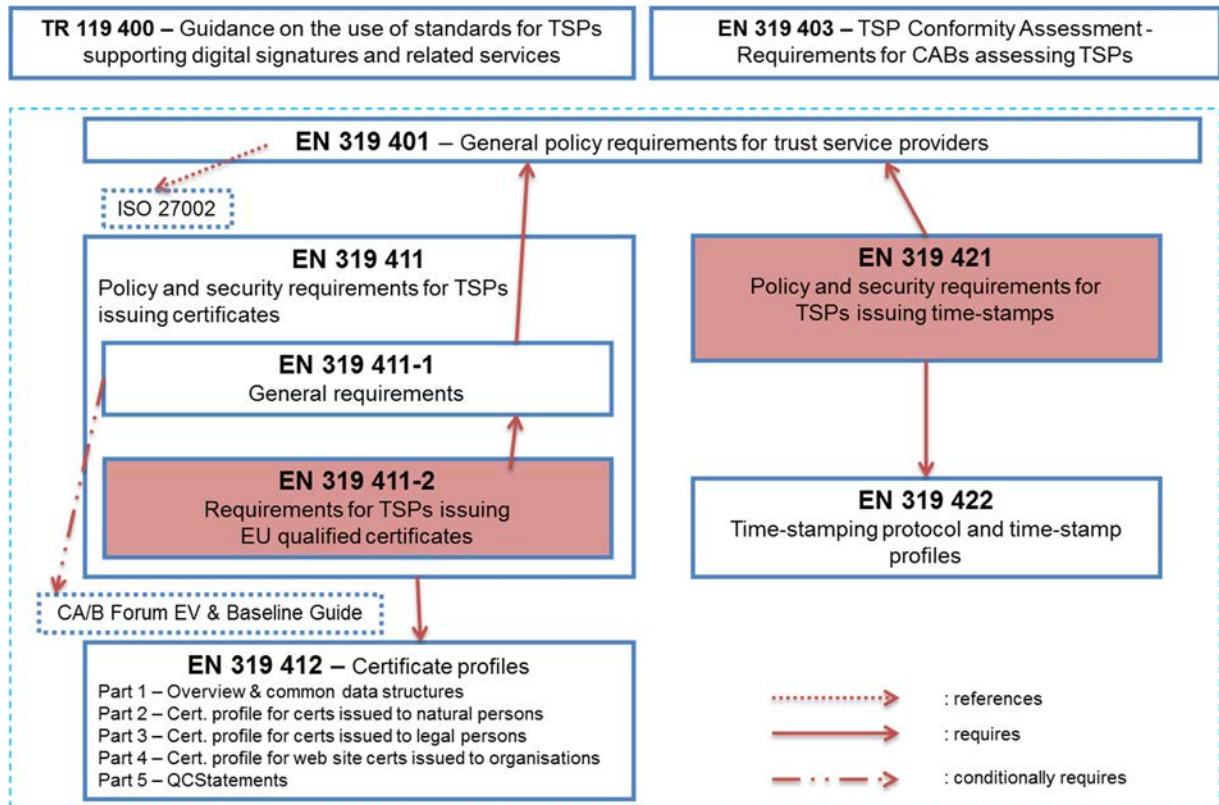 TR 119 400 – Guidance on the use of standards for TSPs
supporting digital signatures and related services
EN 319 403 – TSP Conformity Assessment -
Requirements for CABs assessing TSPs
EN 319 401 – General policy requirements for trust service providers
ISO 27002
EN 319 411
Policy and security requirements for TSPs
issuing certificates
EN 319 411-1
General requirements
EN 319 411-2
Requirements for TSPs issuing
EU qualified certificates
EN 319 421
Policy and security requirements for
TSPs issuing time-stamps
EN 319 422
Time-stamping protocol and time-stamp
profiles
CA/B Forum EV & Baseline Guide
EN 319 412 – Certificate profiles
Part 1 – Overview & common data structures
Part 2 – Cert. profile for certs issued to natural persons
Part 3 – Cert. profile for certs issued to legal persons
Part 4 – Cert. profile for web site certs issued to organisations
Part 5 – QCStatements
: references
: requires
: conditionally requires